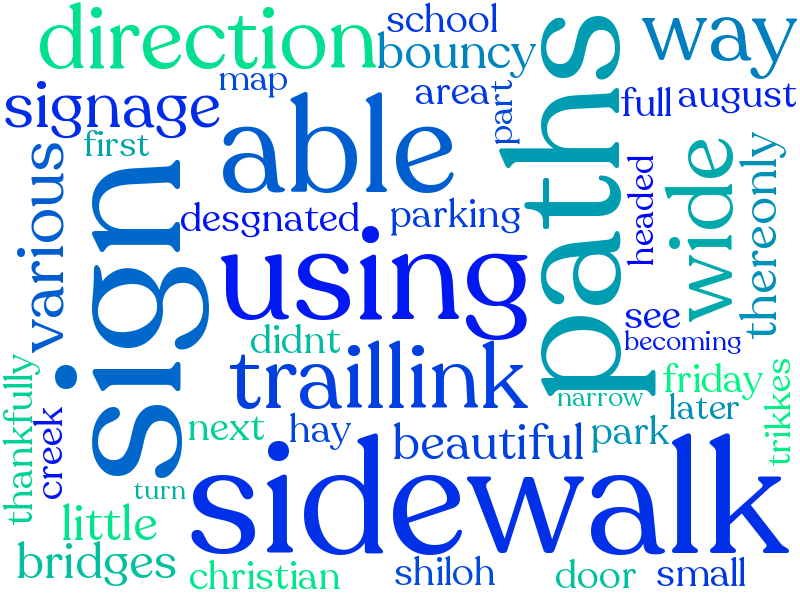 school
direction
bouncy
way
map
area
part
signage
full
august
first
able
paths
various
sign
desgnated
parking
headed
wide
thereonly
using
see
didnt
becoming
traillink
thankfully
friday
trikkes
narrow
later
creek
next
hay
beautiful
park
turn
sidewalk
little
bridges
christian
shiloh
door
small